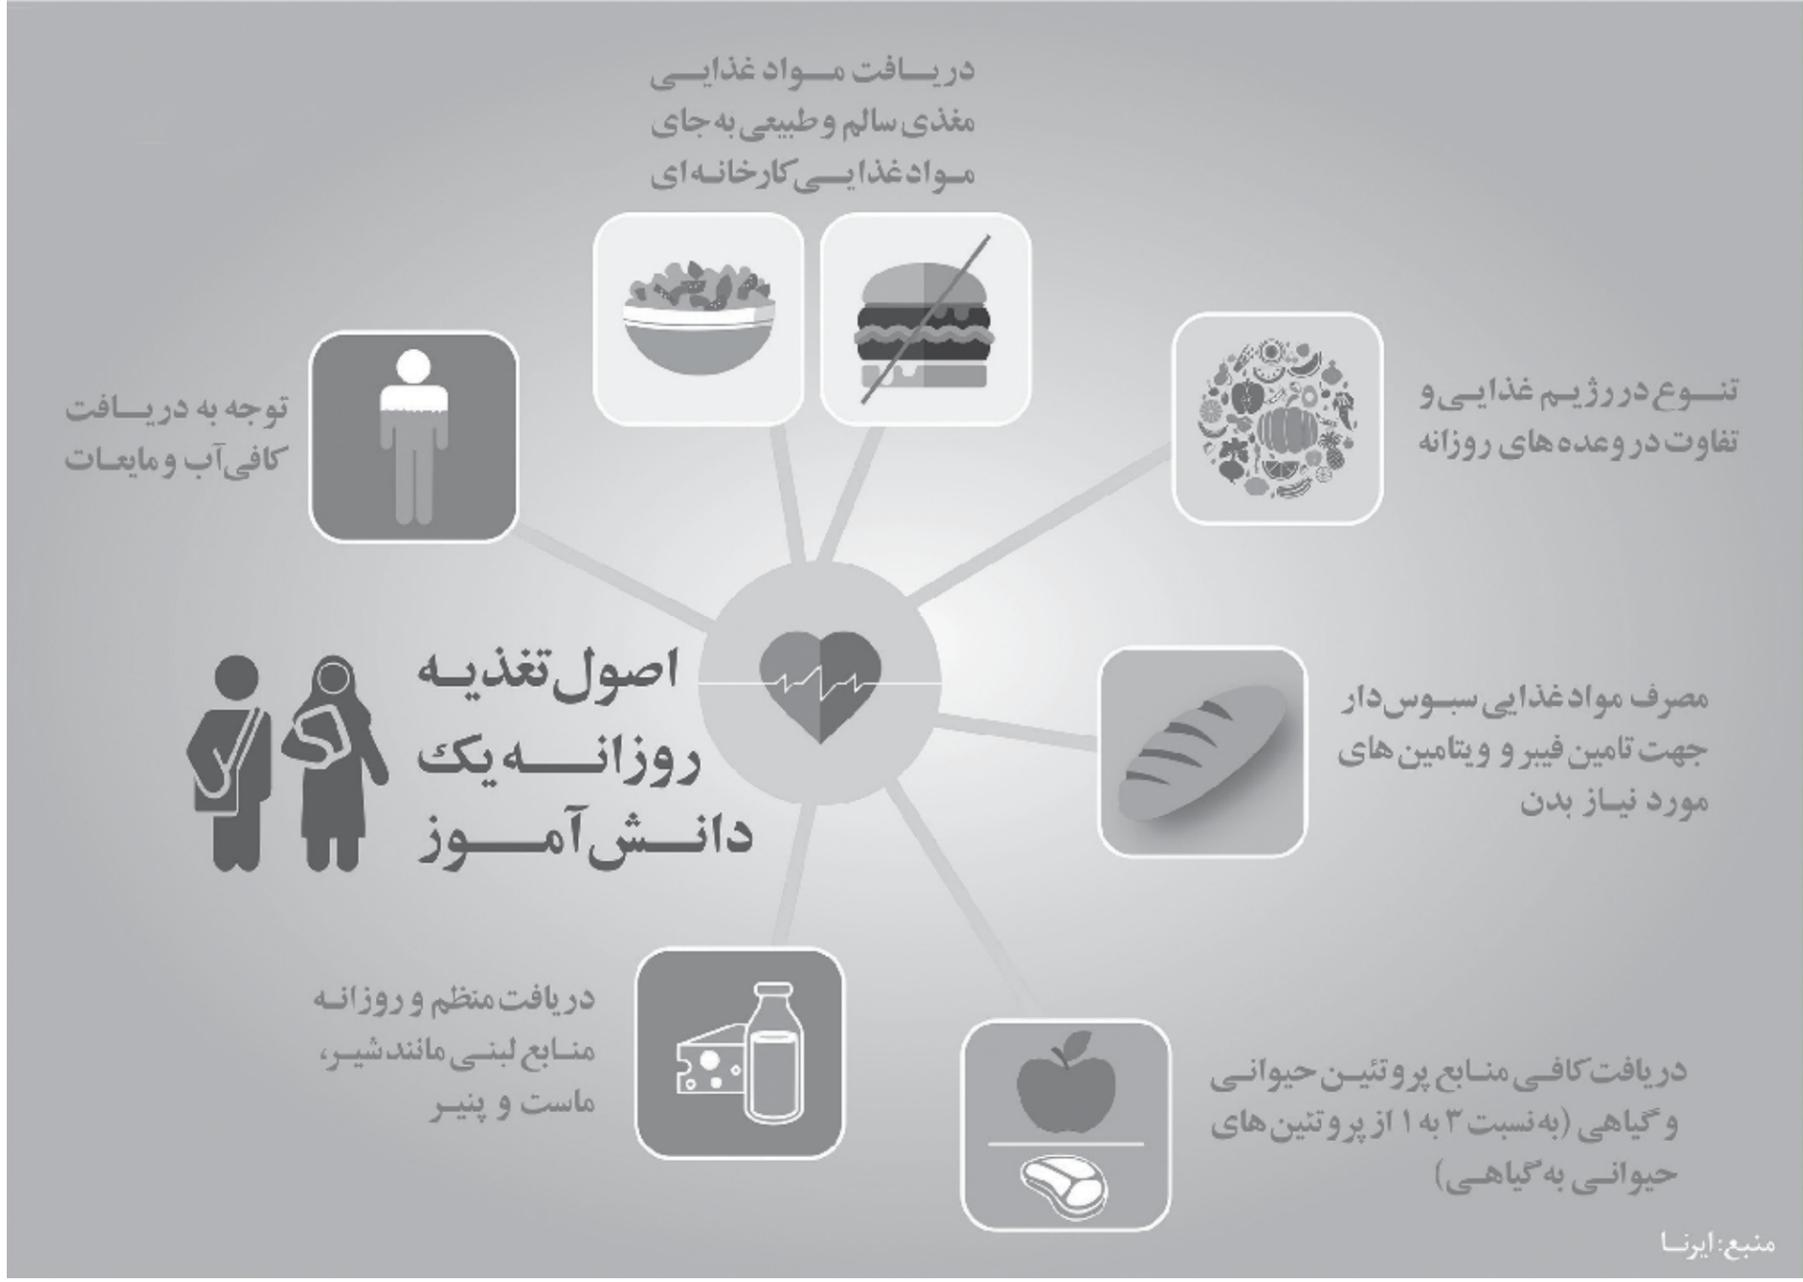 دریافت مواد غذایی
مغذی سالم و طبیعی به جای
مواد غذایی کارخانه ای
تنوع در رژیم غذایی و
تفاوت در وعده های روزانه
توجه به دریافت
کافی آب و مایعات
اصول تغذیه
روزانه یک
دانش آموز
مصرف مواد غذایی سبوس‌دار
جهت تامین فیبر و ویتامین های
مورد نیاز بدن
دریافت منظم و روزانه
منابع لبنی مانند شیر،
ماست و پنیر
دریافت کافی منابع پروتئین حیوانی
و گیاهی (به نسبت ۳ به ۱ از پروتئین های
حیوانی به گیاهی)
منبع: ایرنا